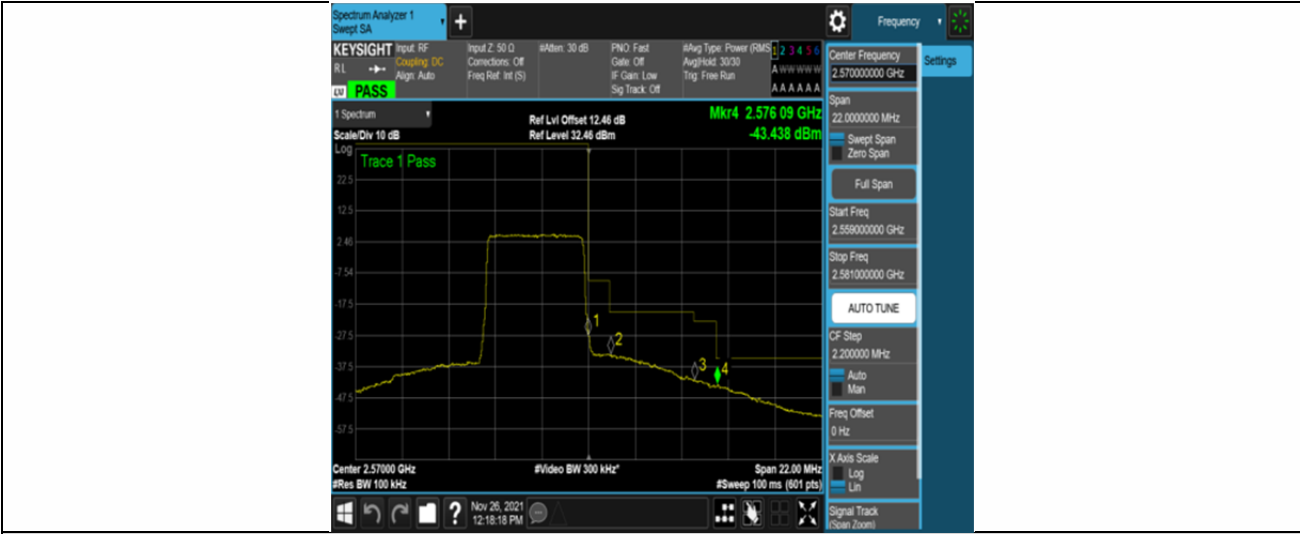 Spectrum Analyzer 1
Swept SA
+
Frequency
KEYSIGHT
R L
PASS
Input: RF
Coupling: DC
Align: Auto
Input Z: 50 Ω
Corrections: Off
Freq Ref: Int (S)
#Atten: 30 dB
PNO: Fast
Gate: Off
IF Gain: Low
Sig Track: Off
#Avg Type: Power (RMS
Avg|Hold: 30/30
Trig: Free Run
1 2 3 4 5 6
A W W W W W
A A A A A A
1 Spectrum
Scale/Div 10 dB
Ref Lvl Offset 12.46 dB
Ref Level 32.46 dBm
Mkr4 2.576 09 GHz
-43.438 dBm
Log
Trace 1 Pass
22.5
12.5
2.46
-7.54
-17.5
-27.5
-37.5
-47.5
-57.5
1
2
3
4
Center 2.57000 GHz
#Video BW 300 kHz*
Span 22.00 MHz
#Res BW 100 kHz
#Sweep 100 ms (601 pts)
?
Nov 26, 2021
12:18:18 PM
Center Frequency
2.570000000 GHz
Settings
Span
22.0000000 MHz
Swept Span
Zero Span
Full Span
Start Freq
2.559000000 GHz
Stop Freq
2.581000000 GHz
AUTO TUNE
CF Step
2.200000 MHz
Auto
Man
Freq Offset
0 Hz
X Axis Scale
Log
Lin
Signal Track
(Span Zoom)